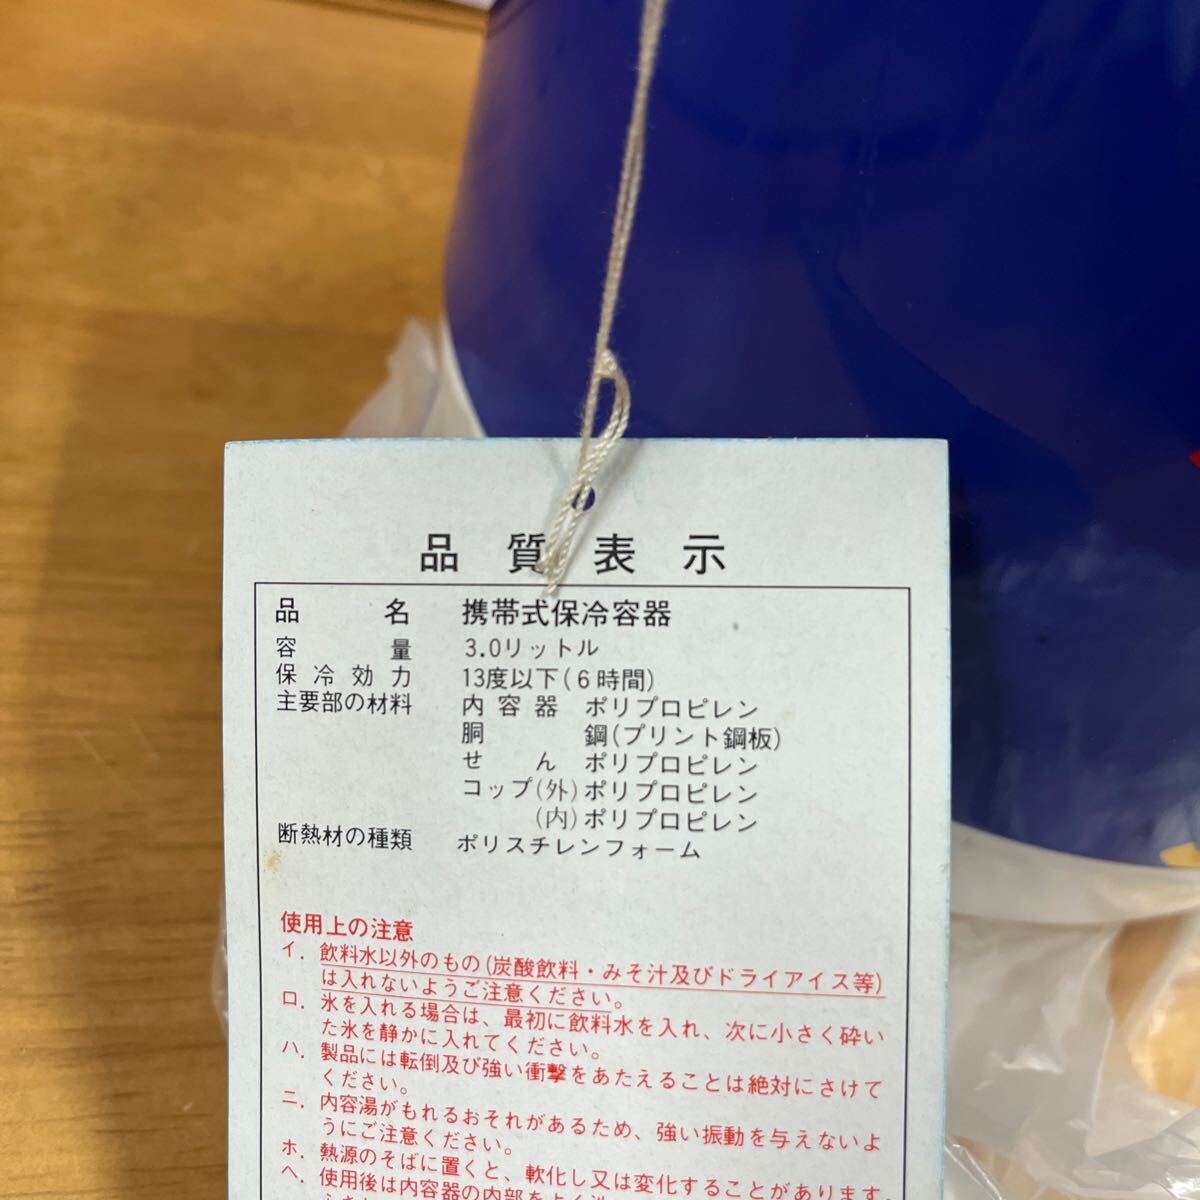 品質表示
品名 携帯式保冷容器
容量 3.0リットル
保冷効力 13度以下(6時間)
主要部の材料 内容器 ポリプロピレン
胴 鋼(プリント鋼板)
せん ポリプロピレン
コップ(外)ポリプロピレン
(内)ポリプロピレン
断熱材の種類 ポリスチレンフォーム
使用上の注意
イ. 飲料水以外のもの(炭酸飲料・みそ汁及びドライアイス等)
は入れないようご注意ください。
ロ. 氷を入れる場合は、最初に飲料水を入れ、次に小さく砕い
た氷を静かに入れてください。
ハ. 製品には転倒及び強い衝撃をあたえることは絶対にさけて
ください。
ニ. 内容湯がもれるおそれがあるため、強い振動を与えないよ
うにご注意ください。
ホ. 熱源のそばに置くと、軟化し又は変化することがあります。
ヘ. 使用後は内容器の内部をよく洗